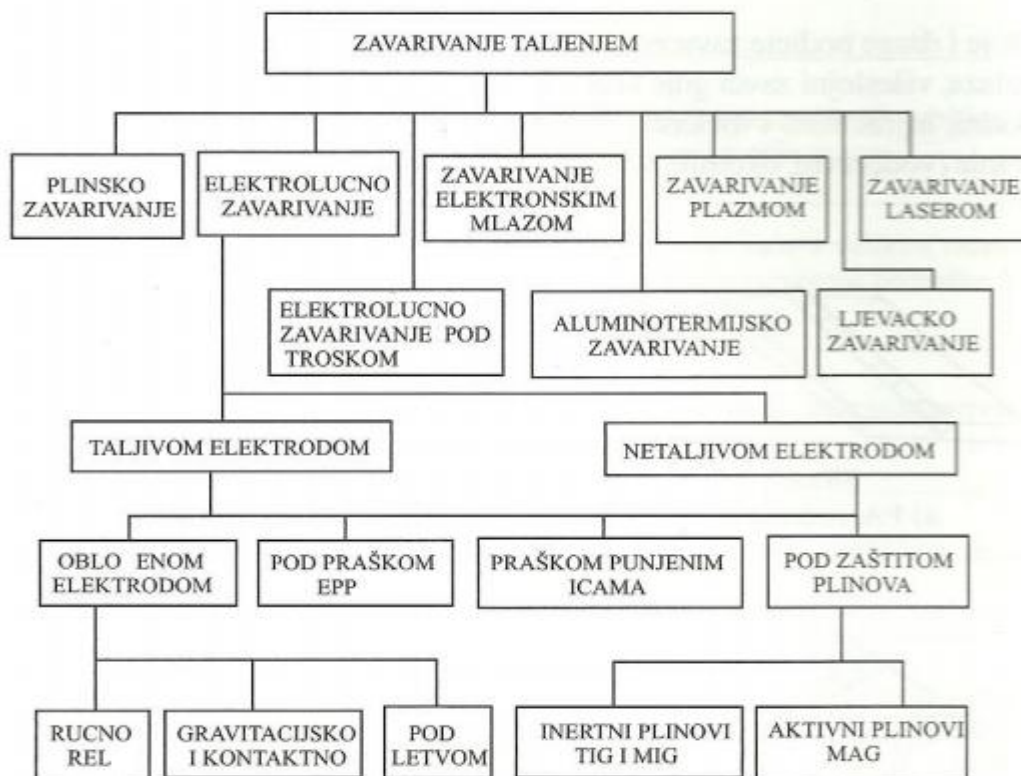 ZAVARIVANJE TALJENJEM
PLINSKO
ZAVARIVANJE
ELEKTROLUCNO
ZAVARIVANJE
ZAVARIVANJE
ELEKTRONSKIM
MLAZOM
ZAVARIVANJE
PLAZMOM
ZAVARIVANJE
LASEROM
ELEKTROLUCNO
ZAVARIVANJE POD
TROSKOM
ALUMINOTERMIJSKO
ZAVARIVANJE
LJEVACKO
ZAVARIVANJE
TALJIVOM ELEKTRODOM
NETALJIVOM ELEKTRODOM
OBLO ENOM
ELEKTRODOM
POD PRAŠKOM
EPP
PRAŠKOM PUNJENIM
ICAMA
POD ZAŠTITOM
PLINOVA
RUCNO
REL
GRAVITACIJSKO
I KONTAKTNO
POD
LETVOM
INERTNI PLINOVI
TIG I MIG
AKTIVNI PLINOVI
MAG